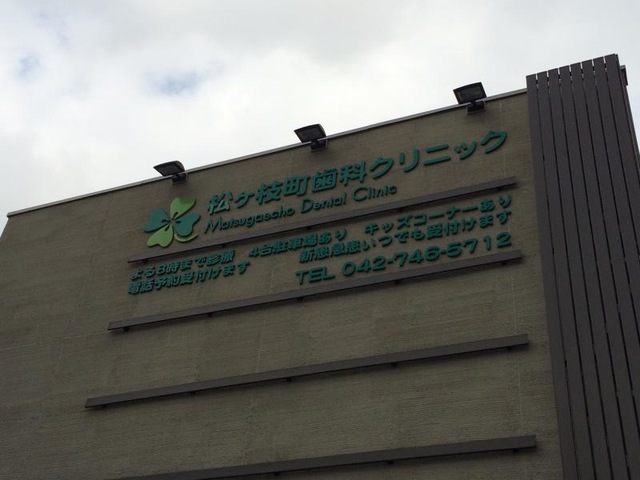 松ヶ枝町歯科クリニック
Matsugaecho Dental Clinic
よる8時まで診療 4台駐車場あり キッズコーナーあり
電話予約受付けます 新患急患いつでも受付けます
TEL 042-746-5712